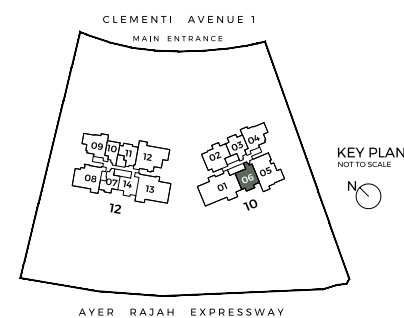 CLEMENTI AVENUE 1
MAIN ENTRANCE
09 10 11 12
08 07 14 13
12
02 03 04
01 06 05
10
KEY PLAN
NOT TO SCALE
N
AYER RAJAH EXPRESSWAY